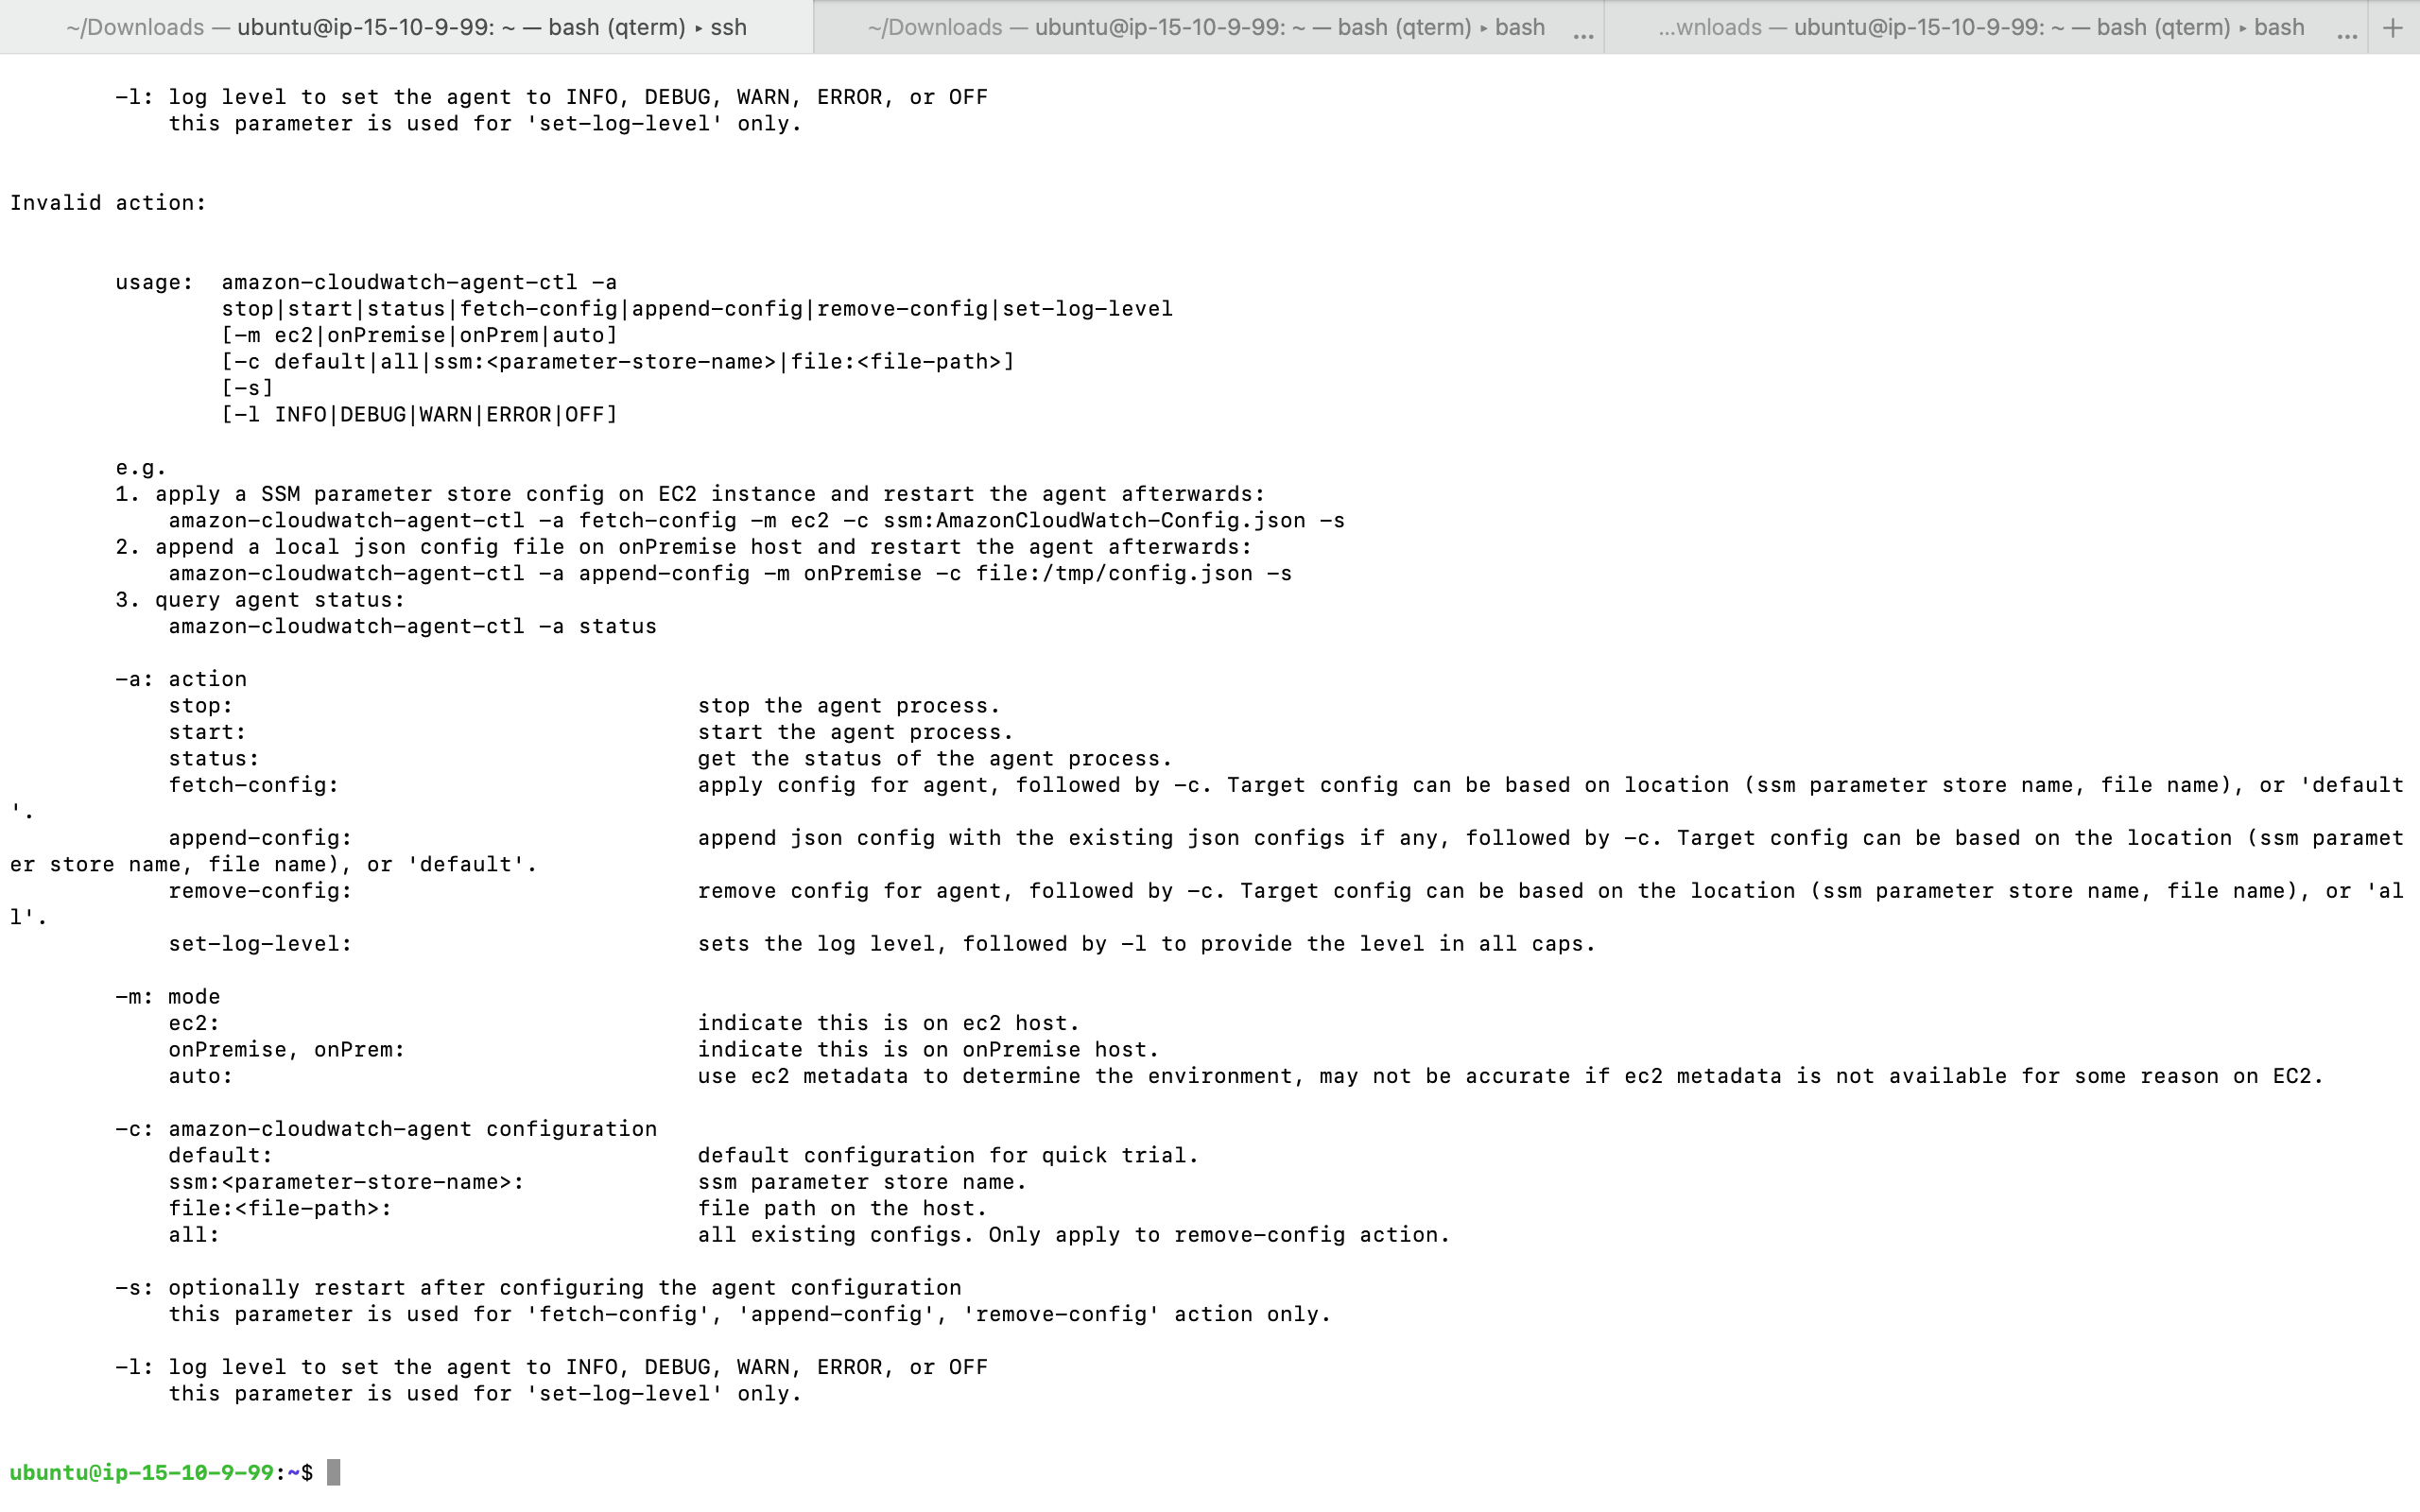 ~/Downloads — ubuntu@ip-15-10-9-99: ~ — bash (qterm) ▸ ssh
~/Downloads — ubuntu@ip-15-10-9-99: ~ — bash (qterm) ▸ bash ...
...wnloads — ubuntu@ip-15-10-9-99: ~ — bash (qterm) ▸ bash ... +
-l: log level to set the agent to INFO, DEBUG, WARN, ERROR, or OFF
this parameter is used for 'set-log-level' only.
Invalid action:
usage: amazon-cloudwatch-agent-ctl -a
stop|start|status|fetch-config|append-config|remove-config|set-log-level
[-m ec2|onPremise|onPrem|auto]
[-c default|all|ssm:<parameter-store-name>|file:<file-path>]
[-s]
[-l INFO|DEBUG|WARN|ERROR|OFF]
e.g.
1. apply a SSM parameter store config on EC2 instance and restart the agent afterwards:
amazon-cloudwatch-agent-ctl -a fetch-config -m ec2 -c ssm:AmazonCloudWatch-Config.json -s
2. append a local json config file on onPremise host and restart the agent afterwards:
amazon-cloudwatch-agent-ctl -a append-config -m onPremise -c file:/tmp/config.json -s
3. query agent status:
amazon-cloudwatch-agent-ctl -a status
-a: action
stop: stop the agent process.
start: start the agent process.
status: get the status of the agent process.
fetch-config: apply config for agent, followed by -c. Target config can be based on location (ssm parameter store name, file name), or 'default
'.
append-config: append json config with the existing json configs if any, followed by -c. Target config can be based on the location (ssm paramet
er store name, file name), or 'default'.
remove-config: remove config for agent, followed by -c. Target config can be based on the location (ssm parameter store name, file name), or 'al
l'.
set-log-level: sets the log level, followed by -l to provide the level in all caps.
-m: mode
ec2: indicate this is on ec2 host.
onPremise, onPrem: indicate this is on onPremise host.
auto: use ec2 metadata to determine the environment, may not be accurate if ec2 metadata is not available for some reason on EC2.
-c: amazon-cloudwatch-agent configuration
default: default configuration for quick trial.
ssm:<parameter-store-name>: ssm parameter store name.
file:<file-path>: file path on the host.
all: all existing configs. Only apply to remove-config action.
-s: optionally restart after configuring the agent configuration
this parameter is used for 'fetch-config', 'append-config', 'remove-config' action only.
-l: log level to set the agent to INFO, DEBUG, WARN, ERROR, or OFF
this parameter is used for 'set-log-level' only.
ubuntu@ip-15-10-9-99:~$